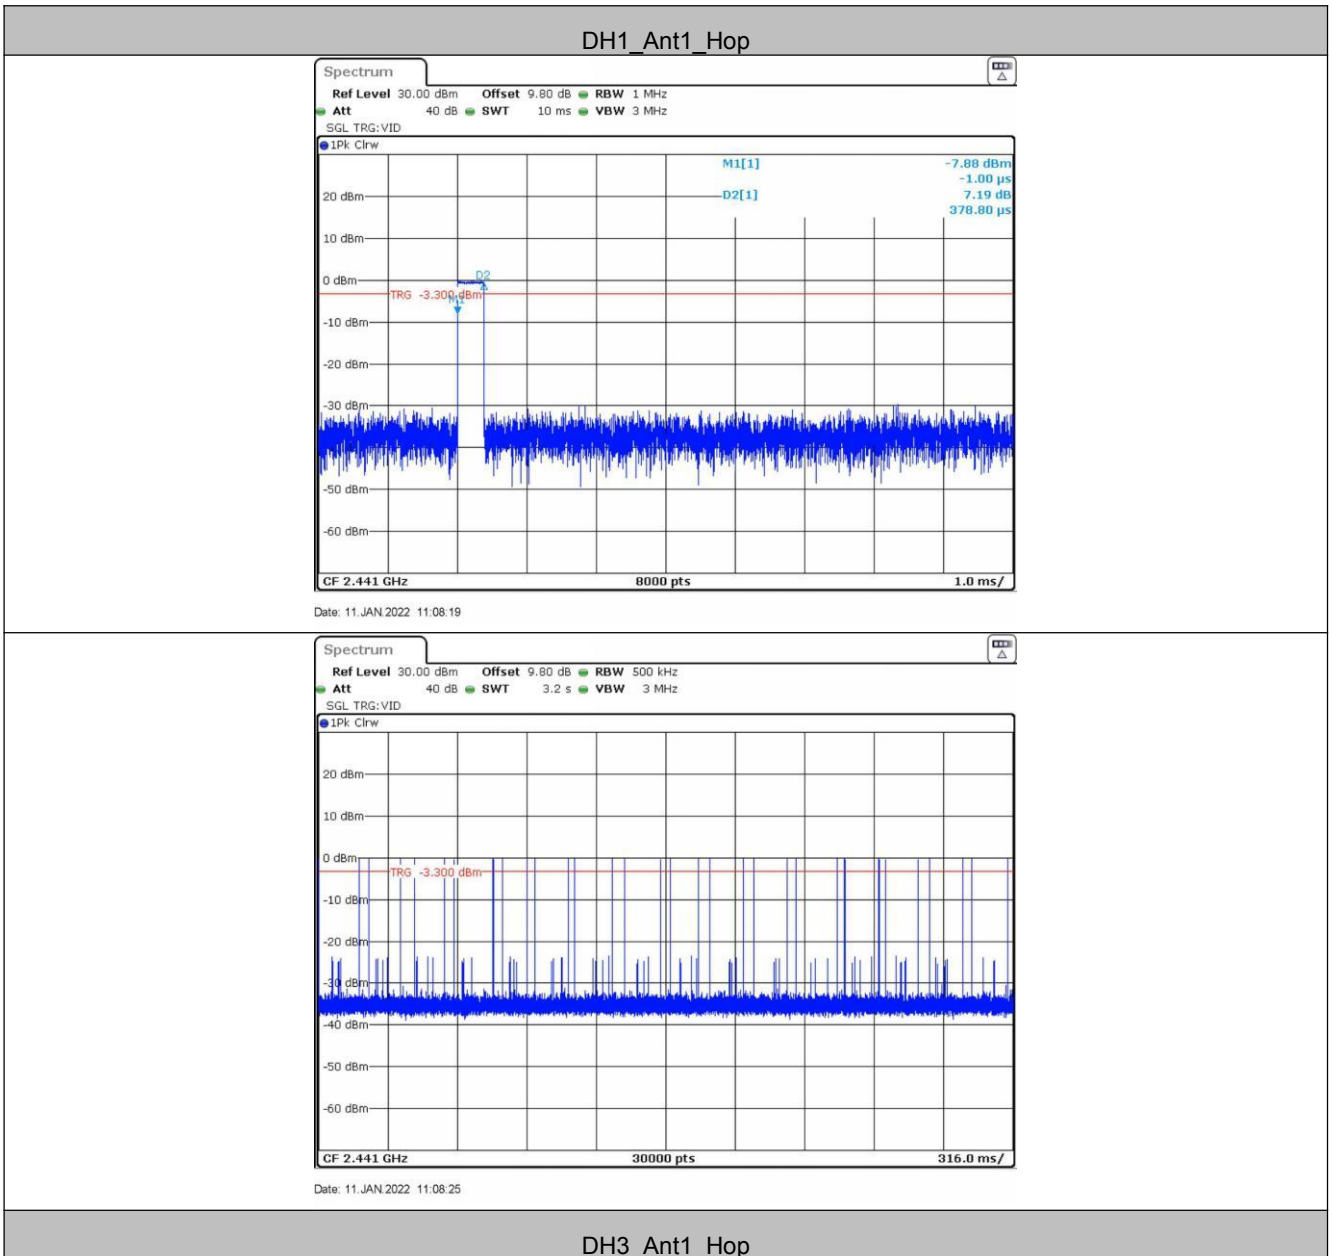 DH1_Ant1_Hop
Spectrum
Ref Level 30.00 dBm Offset 9.80 dB RBW 1 MHz
Att 40 dB SWT 10 ms VBW 3 MHz
SGL TRG:VID
1Pk Clrw
M1[1] -7.88 dBm
-1.00 µs
20 dBm D2[1] 7.19 dB
378.80 µs
10 dBm
D2
0 dBm
TRG -3.300 dBm
M1
-10 dBm
-20 dBm
-30 dBm
-50 dBm
-60 dBm
CF 2.441 GHz 8000 pts 1.0 ms/
Date: 11.JAN.2022 11:08:19
Spectrum
Ref Level 30.00 dBm Offset 9.80 dB RBW 500 kHz
Att 40 dB SWT 3.2 s VBW 3 MHz
SGL TRG:VID
1Pk Clrw
20 dBm
10 dBm
0 dBm
TRG -3.300 dBm
-10 dBm
-20 dBm
-30 dBm
-40 dBm
-50 dBm
-60 dBm
CF 2.441 GHz 30000 pts 316.0 ms/
Date: 11.JAN.2022 11:08:25
DH3_Ant1_Hop